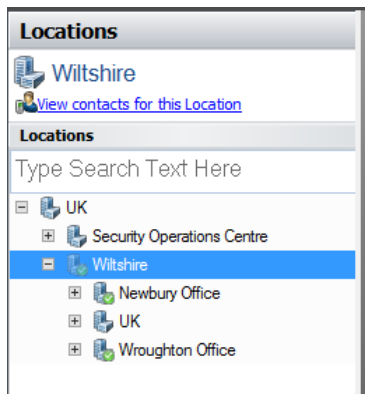 Locations
Wiltshire
View contacts for this Location
Locations
Type Search Text Here
UK
Security Operations Centre
Wiltshire
Newbury Office
UK
Wroughton Office